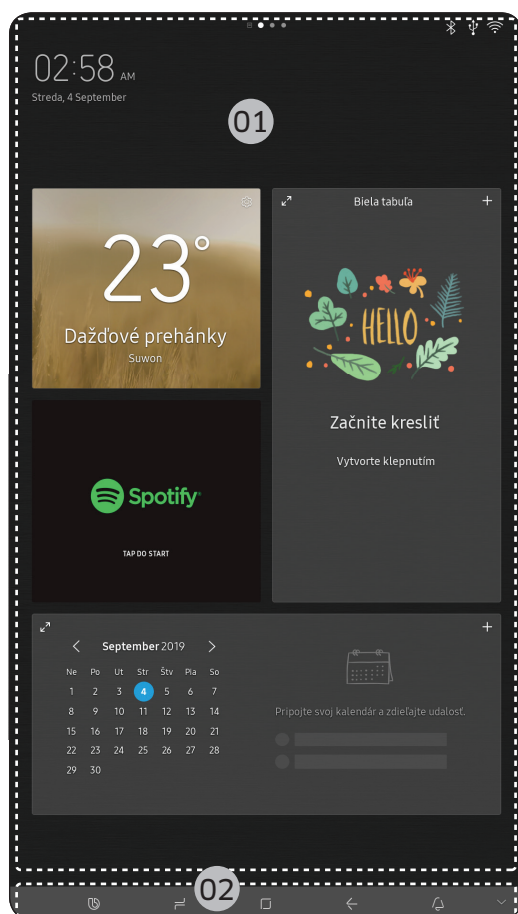 02:58 AM
Streda, 4 September
01
23°
Dažďové prehánky
Suwon
Biela tabuľa
HELLO
Začnite kresliť
Vytvorte klepnutím
Spotify
TAP DO START
September 2019
Ne Po Ut Str Štv Pia So
1 2 3 4 5 6 7
8 9 10 11 12 13 14
15 16 17 18 19 20 21
22 23 24 25 26 27 28
29 30
Pripojte svoj kalendár a zdieľajte udalosť.
02